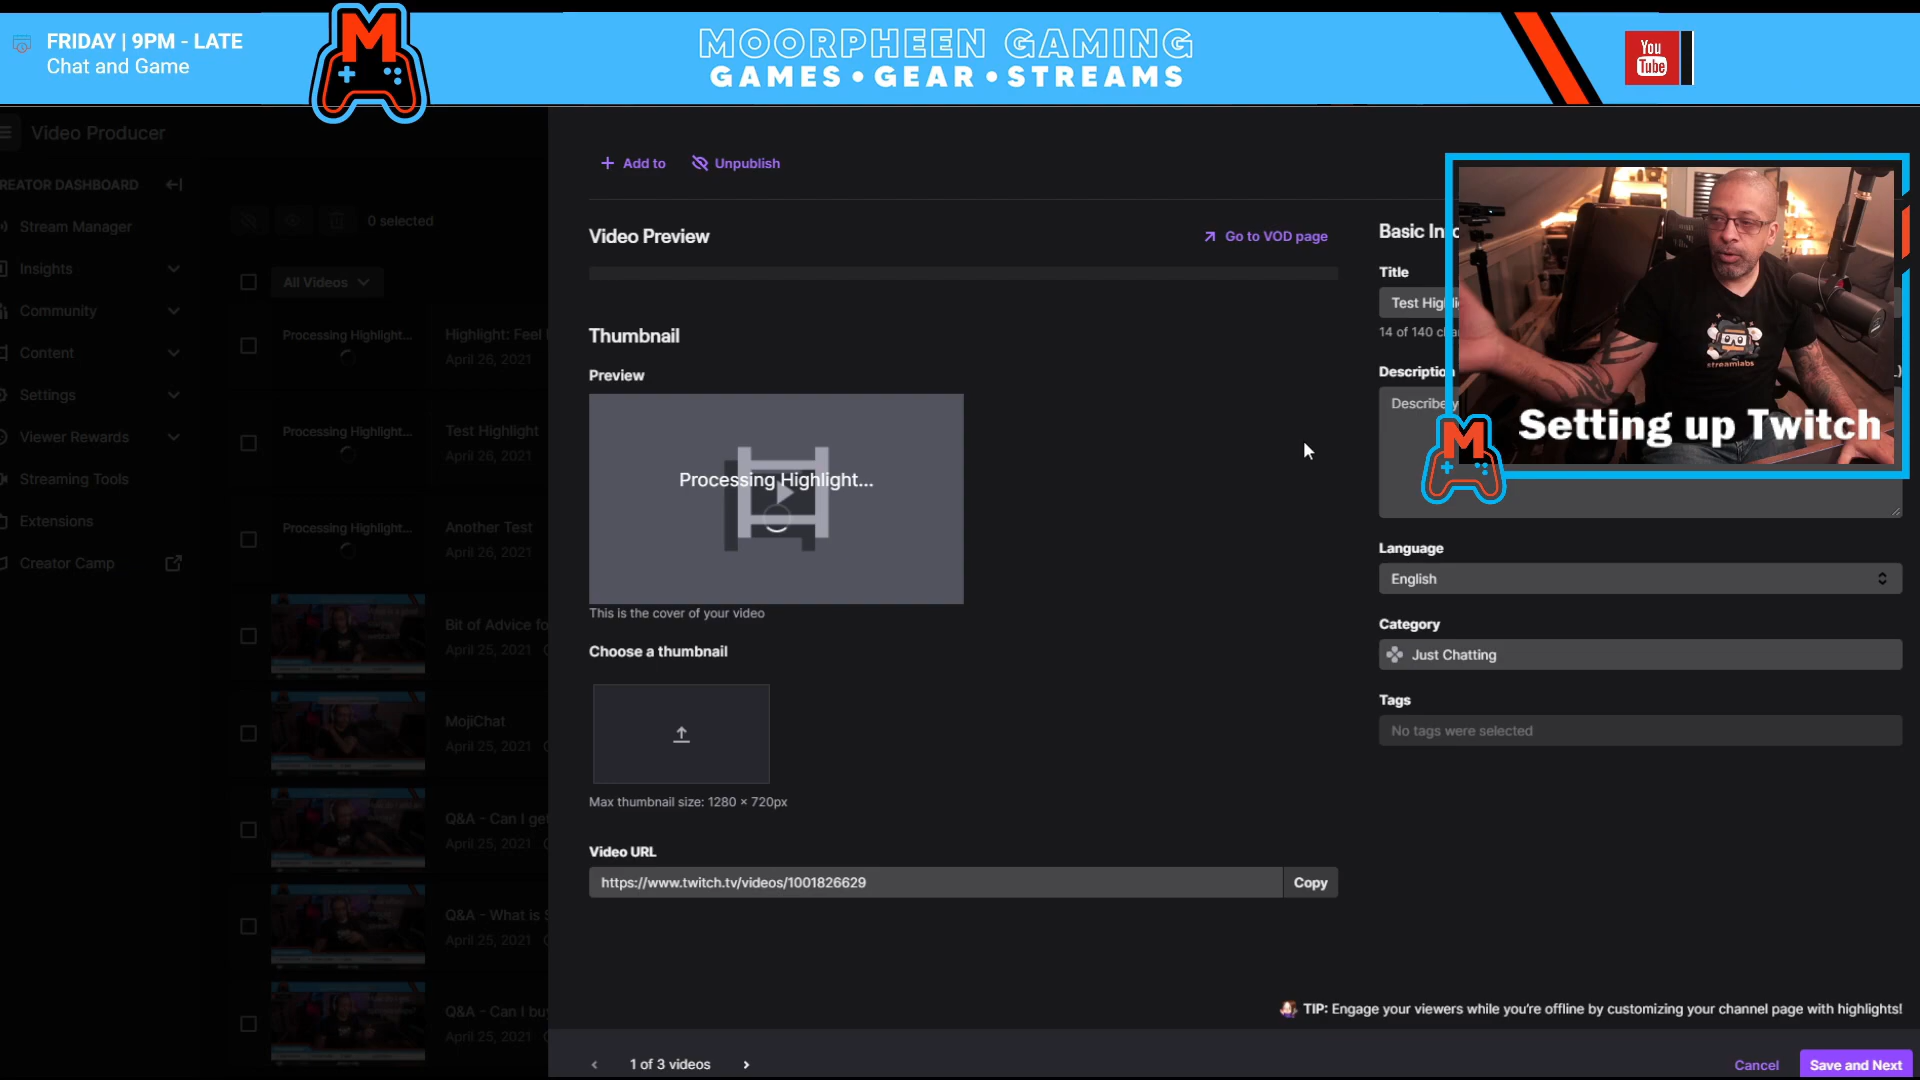 FRIDAY | 9PM - LATE
Chat and Game
M
MOORPHEEN GAMING
GAMES • GEAR • STREAMS
You
Tube
Video Producer
Add to
Unpublish
REATOR DASHBOARD
Stream Manager
0 selected
Video Preview
Go to VOD page
Basic Inf
Insights
All Videos
Title
Test Highli
14 of 140 cha
Community
Processing Highlight...
Highlight: Feel
April 26, 2021
Thumbnail
Content
Preview
Description
Describe y
streamlabs
Setting up Twitch
M
Settings
Viewer Rewards
Processing Highlight...
Test Highlight
April 26, 2021
Processing Highlight...
Streaming Tools
Extensions
Processing Highlight...
Another Test
April 26, 2021
Creator Camp
Language
English
This is the cover of your video
Category
Bit of Advice fo
April 25, 2021
Choose a thumbnail
Just Chatting
Tags
No tags were selected
MojiChat
April 25, 2021
Max thumbnail size: 1280 × 720px
Q&A - Can I get
April 25, 2021
Video URL
https://www.twitch.tv/videos/1001826629
Copy
Q&A - What is S
April 25, 2021
Q&A - Can I bu
April 25, 2021
TIP: Engage your viewers while you're offline by customizing your channel page with highlights!
1 of 3 videos
Cancel
Save and Next